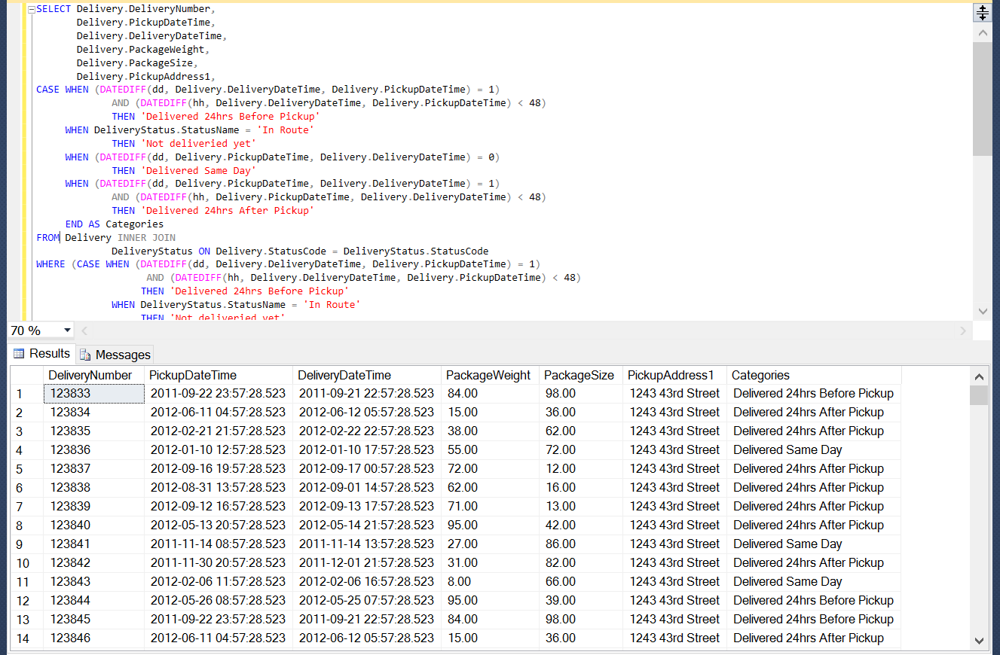 SELECT Delivery.DeliveryNumber,
Delivery.PickupDateTime,
Delivery.DeliveryDateTime,
Delivery.PackageWeight,
Delivery.PackageSize,
Delivery.PickupAddress1,
CASE WHEN (DATEDIFF(dd, Delivery.DeliveryDateTime, Delivery.PickupDateTime) = 1)
AND (DATEDIFF(hh, Delivery.DeliveryDateTime, Delivery.PickupDateTime) < 48)
THEN 'Delivered 24hrs Before Pickup'
WHEN DeliveryStatus.StatusName = 'In Route'
THEN 'Not deliveried yet'
WHEN (DATEDIFF(dd, Delivery.PickupDateTime, Delivery.DeliveryDateTime) = 0)
THEN 'Delivered Same Day'
WHEN (DATEDIFF(dd, Delivery.PickupDateTime, Delivery.DeliveryDateTime) = 1)
AND (DATEDIFF(hh, Delivery.PickupDateTime, Delivery.DeliveryDateTime) < 48)
THEN 'Delivered 24hrs After Pickup'
END AS Categories
FROM Delivery INNER JOIN
DeliveryStatus ON Delivery.StatusCode = DeliveryStatus.StatusCode
WHERE (CASE WHEN (DATEDIFF(dd, Delivery.DeliveryDateTime, Delivery.PickupDateTime) = 1)
AND (DATEDIFF(hh, Delivery.DeliveryDateTime, Delivery.PickupDateTime) < 48)
THEN 'Delivered 24hrs Before Pickup'
WHEN DeliveryStatus.StatusName = 'In Route'
THEN 'Not deliveried yet'
70 %
Results Messages
DeliveryNumber PickupDateTime DeliveryDateTime PackageWeight PackageSize PickupAddress1 Categories
1 123833 2011-09-22 23:57:28.523 2011-09-21 22:57:28.523 84.00 98.00 1243 43rd Street Delivered 24hrs Before Pickup
2 123834 2012-06-11 04:57:28.523 2012-06-12 05:57:28.523 15.00 36.00 1243 43rd Street Delivered 24hrs After Pickup
3 123835 2012-02-21 21:57:28.523 2012-02-22 22:57:28.523 38.00 62.00 1243 43rd Street Delivered 24hrs After Pickup
4 123836 2012-01-10 12:57:28.523 2012-01-10 17:57:28.523 55.00 72.00 1243 43rd Street Delivered Same Day
5 123837 2012-09-16 19:57:28.523 2012-09-17 00:57:28.523 72.00 12.00 1243 43rd Street Delivered 24hrs After Pickup
6 123838 2012-08-31 13:57:28.523 2012-09-01 14:57:28.523 62.00 16.00 1243 43rd Street Delivered 24hrs After Pickup
7 123839 2012-09-12 16:57:28.523 2012-09-13 17:57:28.523 71.00 13.00 1243 43rd Street Delivered 24hrs After Pickup
8 123840 2012-05-13 20:57:28.523 2012-05-14 21:57:28.523 95.00 42.00 1243 43rd Street Delivered 24hrs After Pickup
9 123841 2011-11-14 08:57:28.523 2011-11-14 13:57:28.523 27.00 86.00 1243 43rd Street Delivered Same Day
10 123842 2011-11-30 20:57:28.523 2011-12-01 21:57:28.523 31.00 82.00 1243 43rd Street Delivered 24hrs After Pickup
11 123843 2012-02-06 11:57:28.523 2012-02-06 16:57:28.523 8.00 66.00 1243 43rd Street Delivered Same Day
12 123844 2012-05-26 08:57:28.523 2012-05-25 07:57:28.523 95.00 39.00 1243 43rd Street Delivered 24hrs Before Pickup
13 123845 2011-09-22 23:57:28.523 2011-09-21 22:57:28.523 84.00 98.00 1243 43rd Street Delivered 24hrs Before Pickup
14 123846 2012-06-11 04:57:28.523 2012-06-12 05:57:28.523 15.00 36.00 1243 43rd Street Delivered 24hrs After Pickup